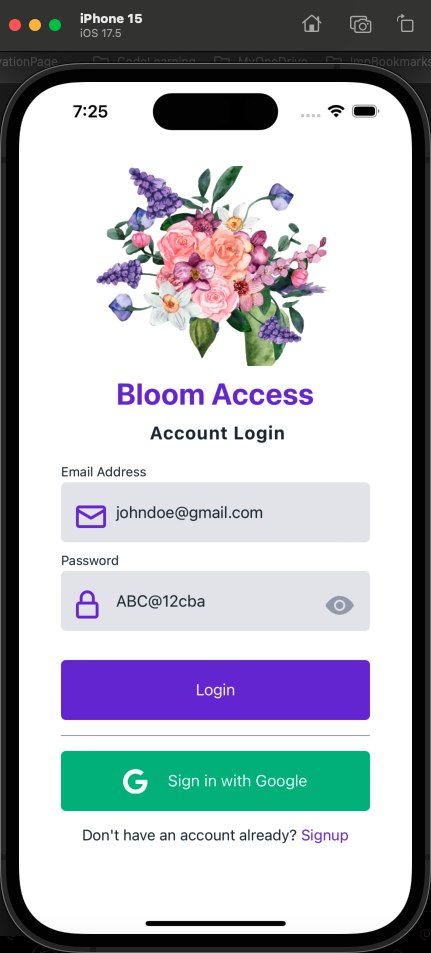 iPhone 15
iOS 17.5
vationPage CodeLearning MyOneDrive ImpBookmarks
7:25
Bloom Access
Account Login
Email Address
johndoe@gmail.com
Password
ABC@12cba
Login
G Sign in with Google
Don't have an account already? Signup